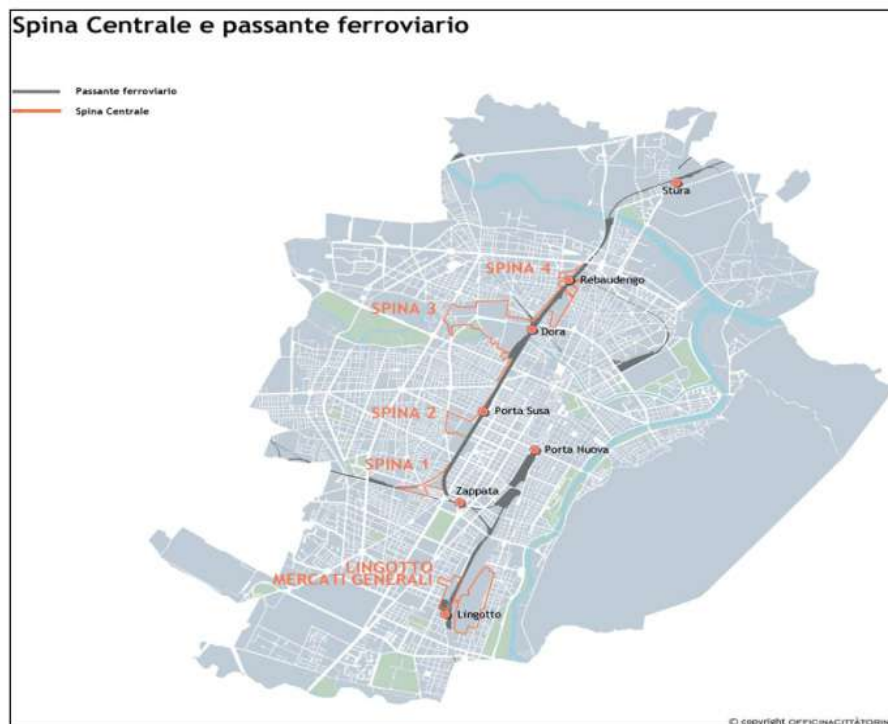 Spina Centrale e passante ferroviario
Passante ferroviario
Spina Centrale
Stura
SPINA 4
Rebaudengo
SPINA 3
Dora
SPINA 2
Porta Susa
Porta Nuova
SPINA 1
Zappata
LINGOTTO
MERCATI GENERALI
Lingotto
© copyright OFFICINACITTÀTORIN